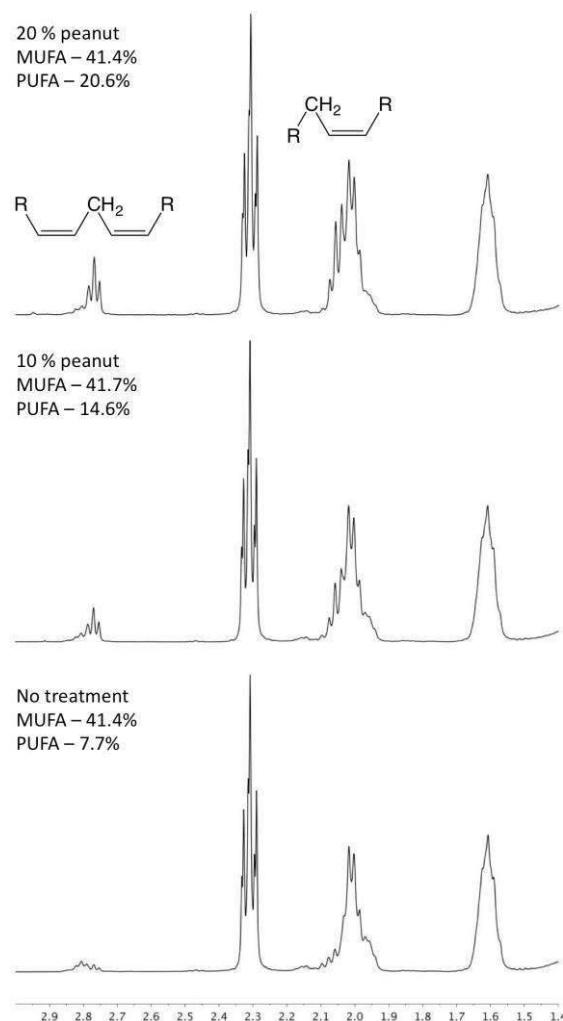 20 % peanut
MUFA – 41.4%
PUFA – 20.6%
CH₂
R R
CH₂
R R
10 % peanut
MUFA – 41.7%
PUFA – 14.6%
No treatment
MUFA – 41.4%
PUFA – 7.7%
2.9 2.8 2.7 2.6 2.5 2.4 2.3 2.2 2.1 2.0 1.9 1.8 1.7 1.6 1.5 1.4